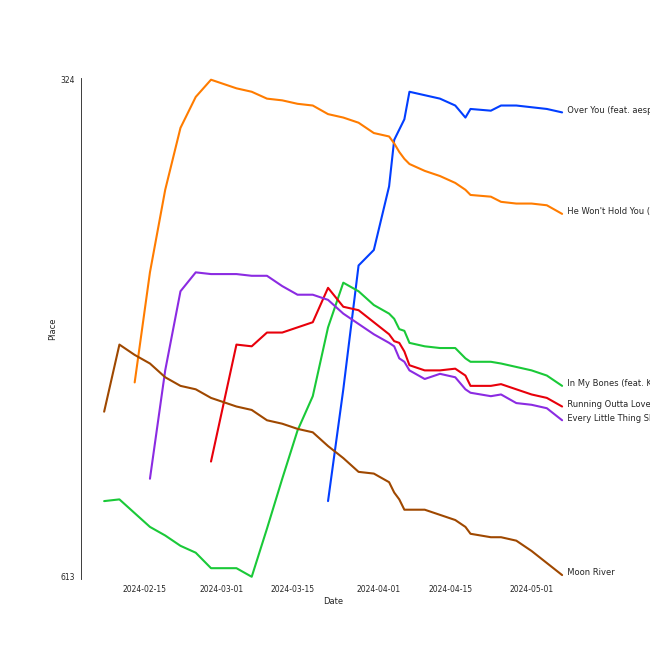 324
Over You (feat. aesp
He Won't Hold You (
Place
In My Bones (feat. K
Running Outta Love
Every Little Thing S
Moon River
613
2024-02-15 2024-03-01 2024-03-15 2024-04-01 2024-04-15 2024-05-01
Date